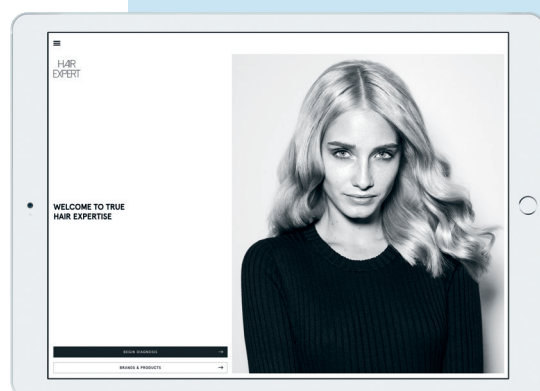 HAIR
EXPERT
WELCOME TO TRUE
HAIR EXPERTISE
BEGIN DIAGNOSIS →
BRANDS & PRODUCTS →